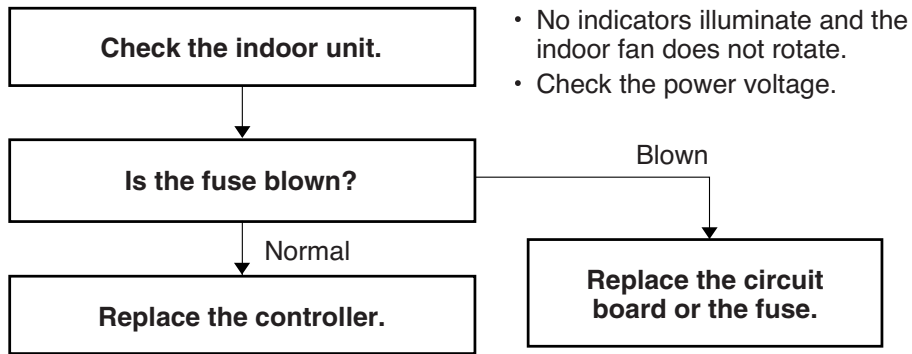 Check the indoor unit.
• No indicators illuminate and the
indoor fan does not rotate.
• Check the power voltage.
Is the fuse blown?
Blown
Normal
Replace the controller.
Replace the circuit
board or the fuse.